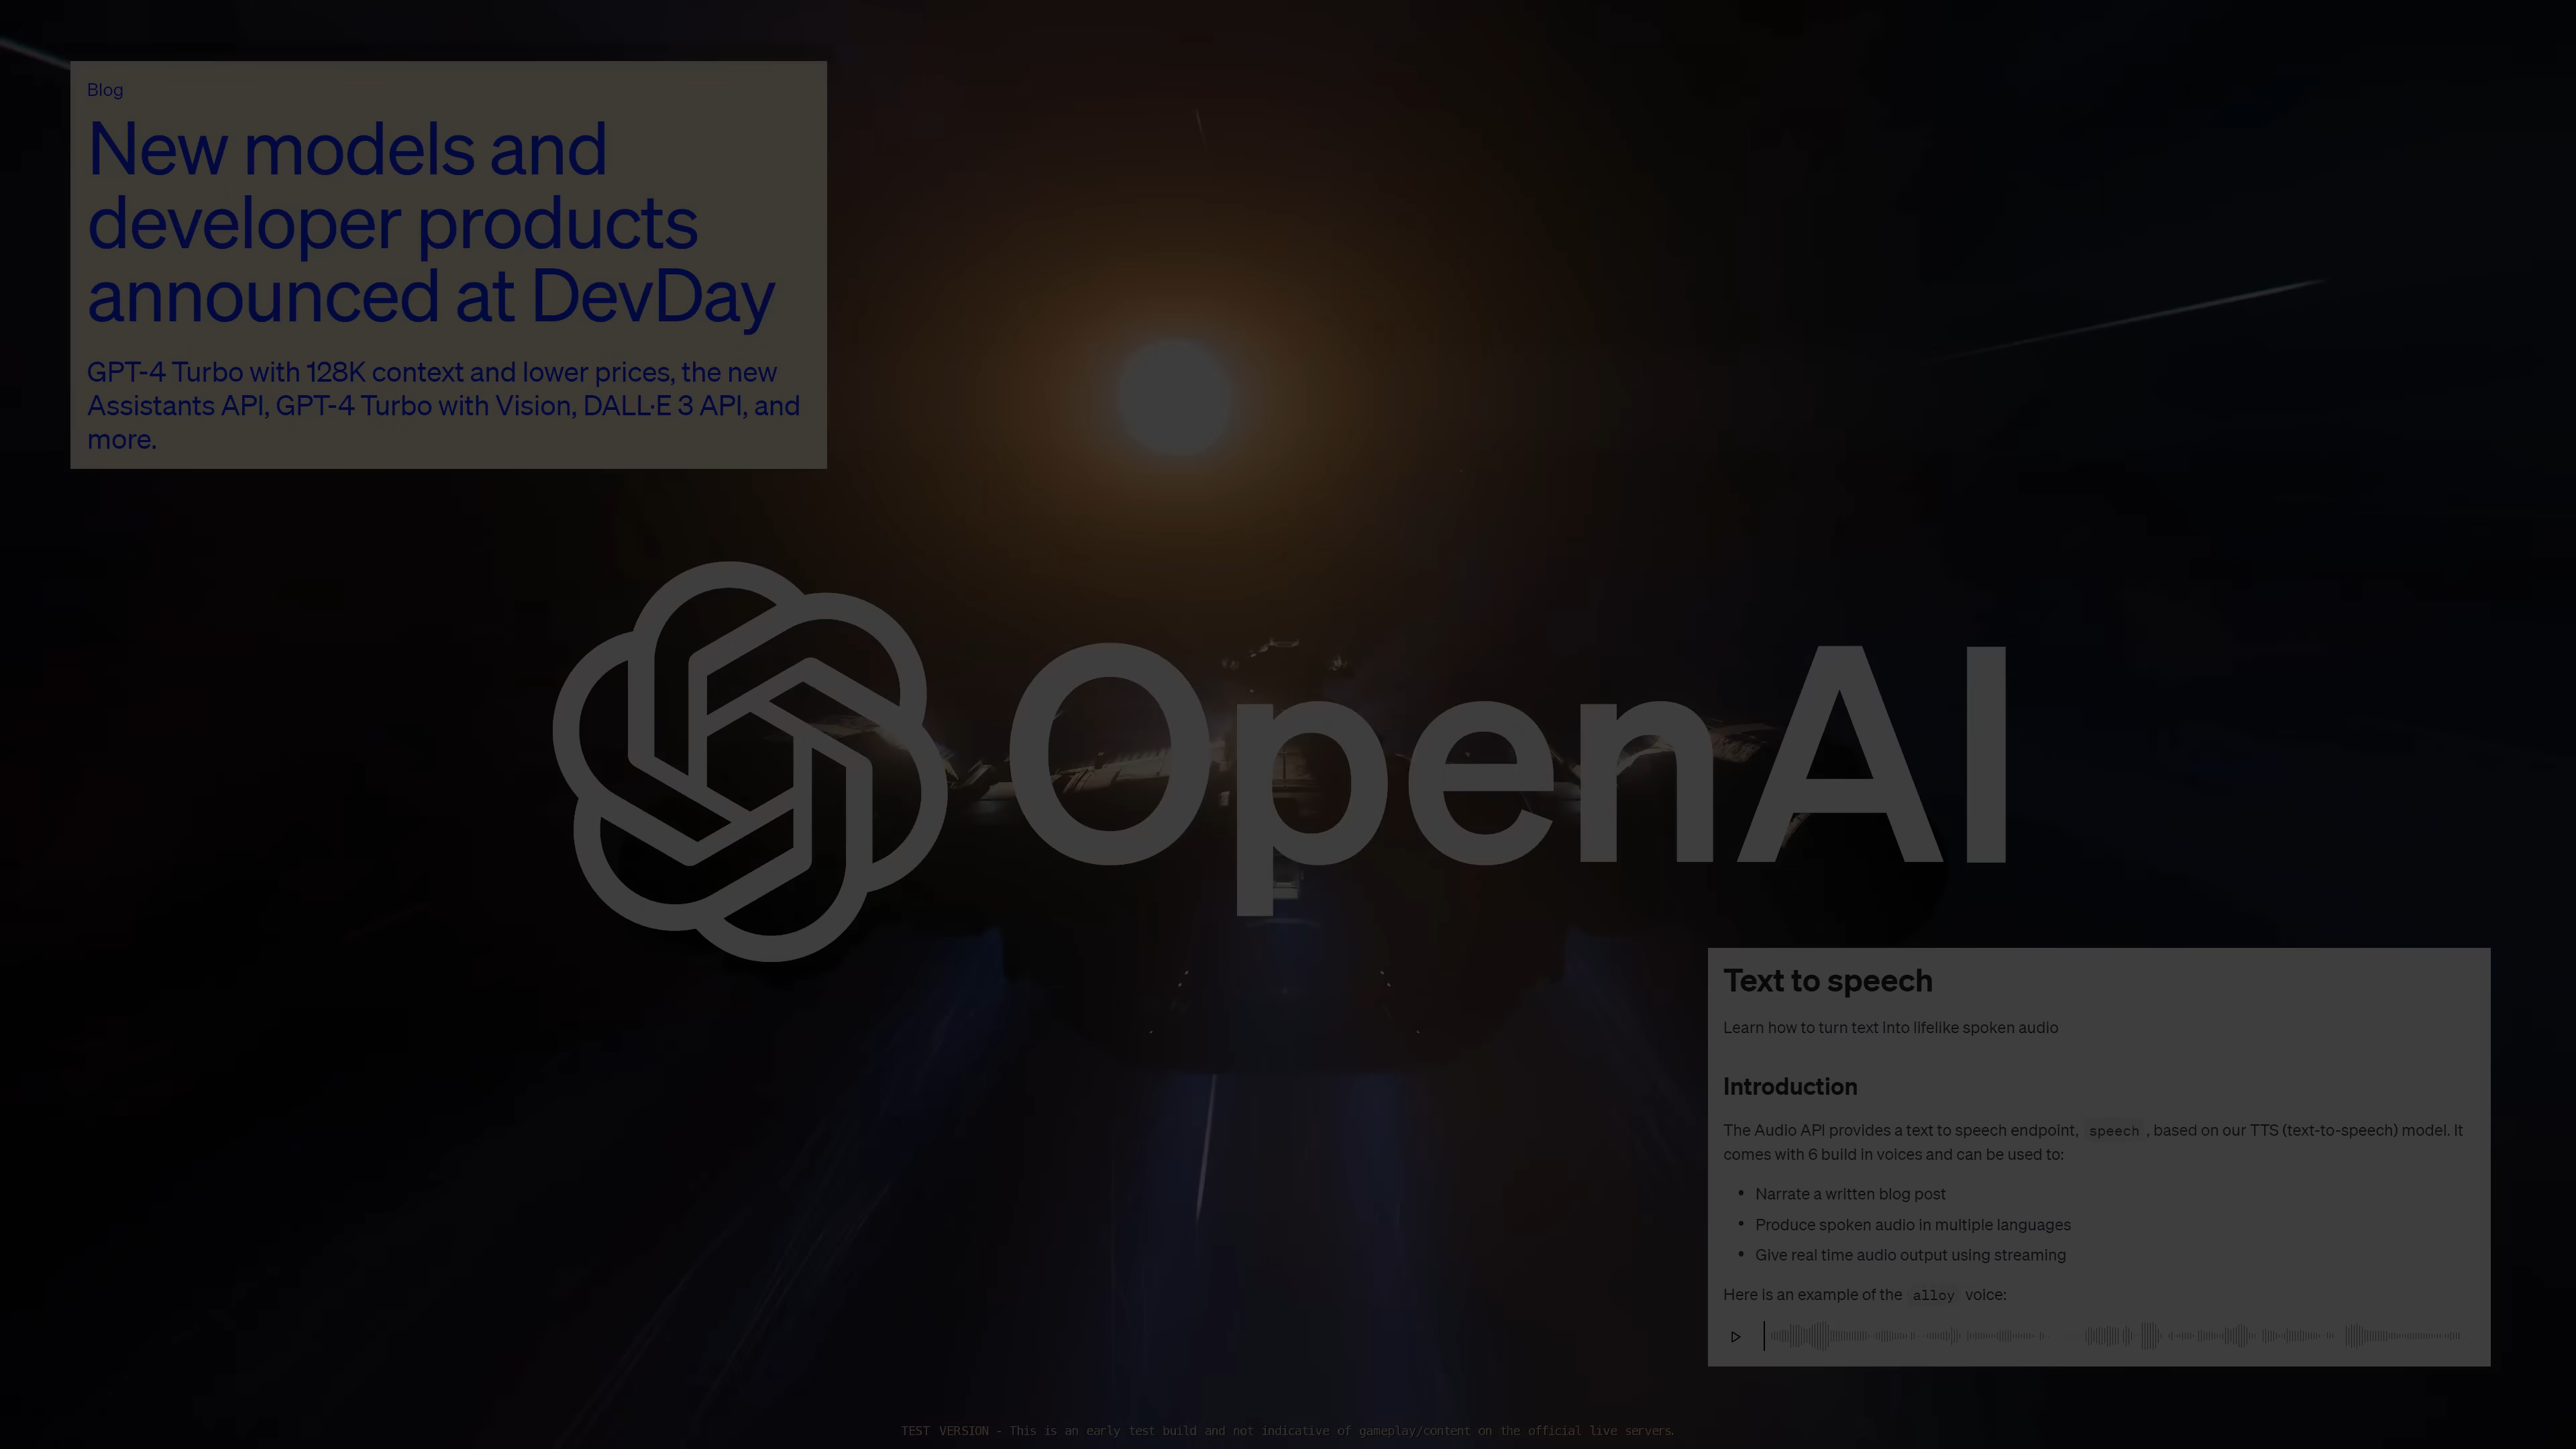 Blog
New models and
developer products
announced at DevDay
GPT-4 Turbo with 128K context and lower prices, the new
Assistants API, GPT-4 Turbo with Vision, DALL·E 3 API, and
more.
OpenAI
Text to speech
Learn how to turn text into lifelike spoken audio
Introduction
The Audio API provides a text to speech endpoint, speech, based on our TTS (text-to-speech) model. It
comes with 6 build in voices and can be used to:
• Narrate a written blog post
• Produce spoken audio in multiple languages
• Give real time audio output using streaming
Here is an example of the alloy voice:
TEST VERSION - This is an early test build and not indicative of gameplay/content on the official live servers.